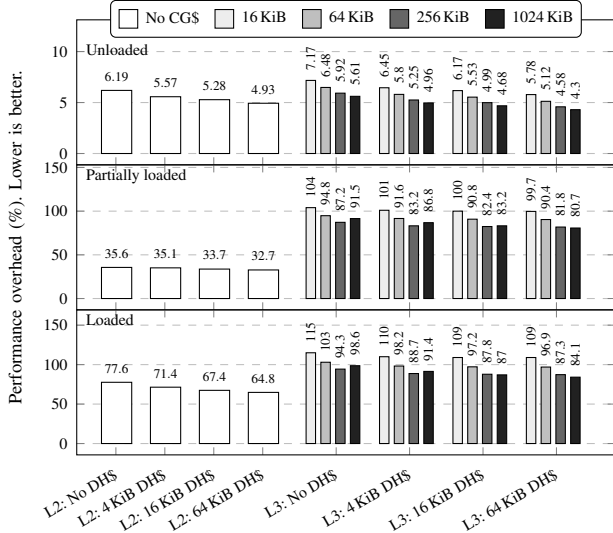 No CG$ 16 KiB 64 KiB 256 KiB 1024 KiB
Performance overhead (%). Lower is better.
Unloaded
10
5
0
6.19 5.57 5.28 4.93
7.17 6.48 5.92 5.61
6.45 5.8 5.25 4.96
6.17 5.53 4.99 4.68
5.78 5.12 4.58 4.3
Partially loaded
150
100
50
0
35.6 35.1 33.7 32.7
104 94.8 87.2 91.5
101 91.6 83.2 86.8
100 90.8 82.4 83.2
99.7 90.4 81.8 80.7
Loaded
150
100
50
0
77.6 71.4 67.4 64.8
115 103 94.3 98.6
110 98.2 88.7 91.4
109 97.2 87.8 87
109 96.9 87.3 84.1
L2: No DH$
L2: 4 KiB DH$
L2: 16 KiB DH$
L2: 64 KiB DH$
L3: No DH$
L3: 4 KiB DH$
L3: 16 KiB DH$
L3: 64 KiB DH$